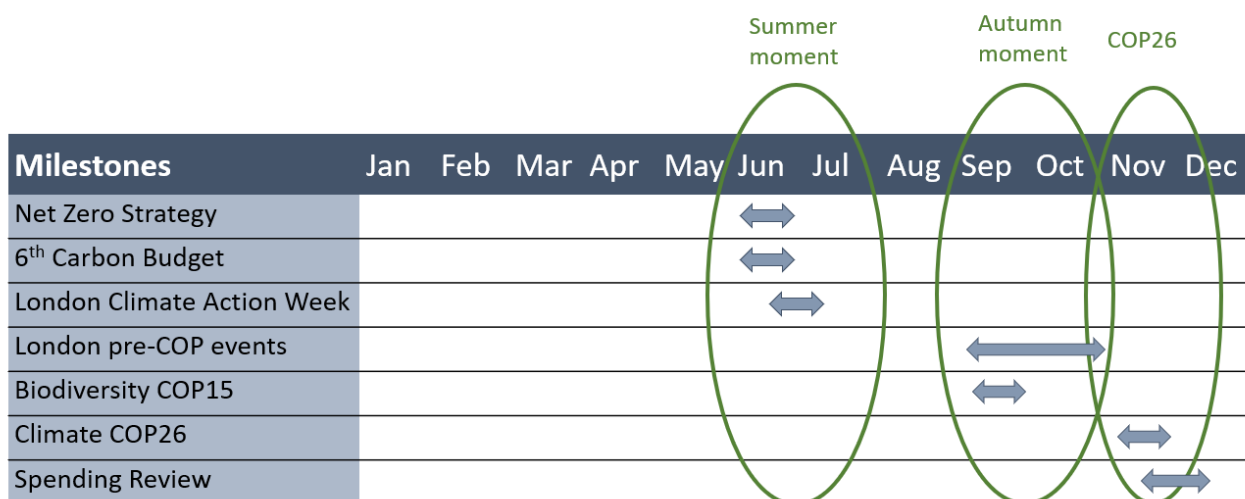 Summer
moment
Autumn
moment
COP26
Milestones Jan Feb Mar Apr May Jun Jul Aug Sep Oct Nov Dec
Net Zero Strategy
6th Carbon Budget
London Climate Action Week
London pre-COP events
Biodiversity COP15
Climate COP26
Spending Review